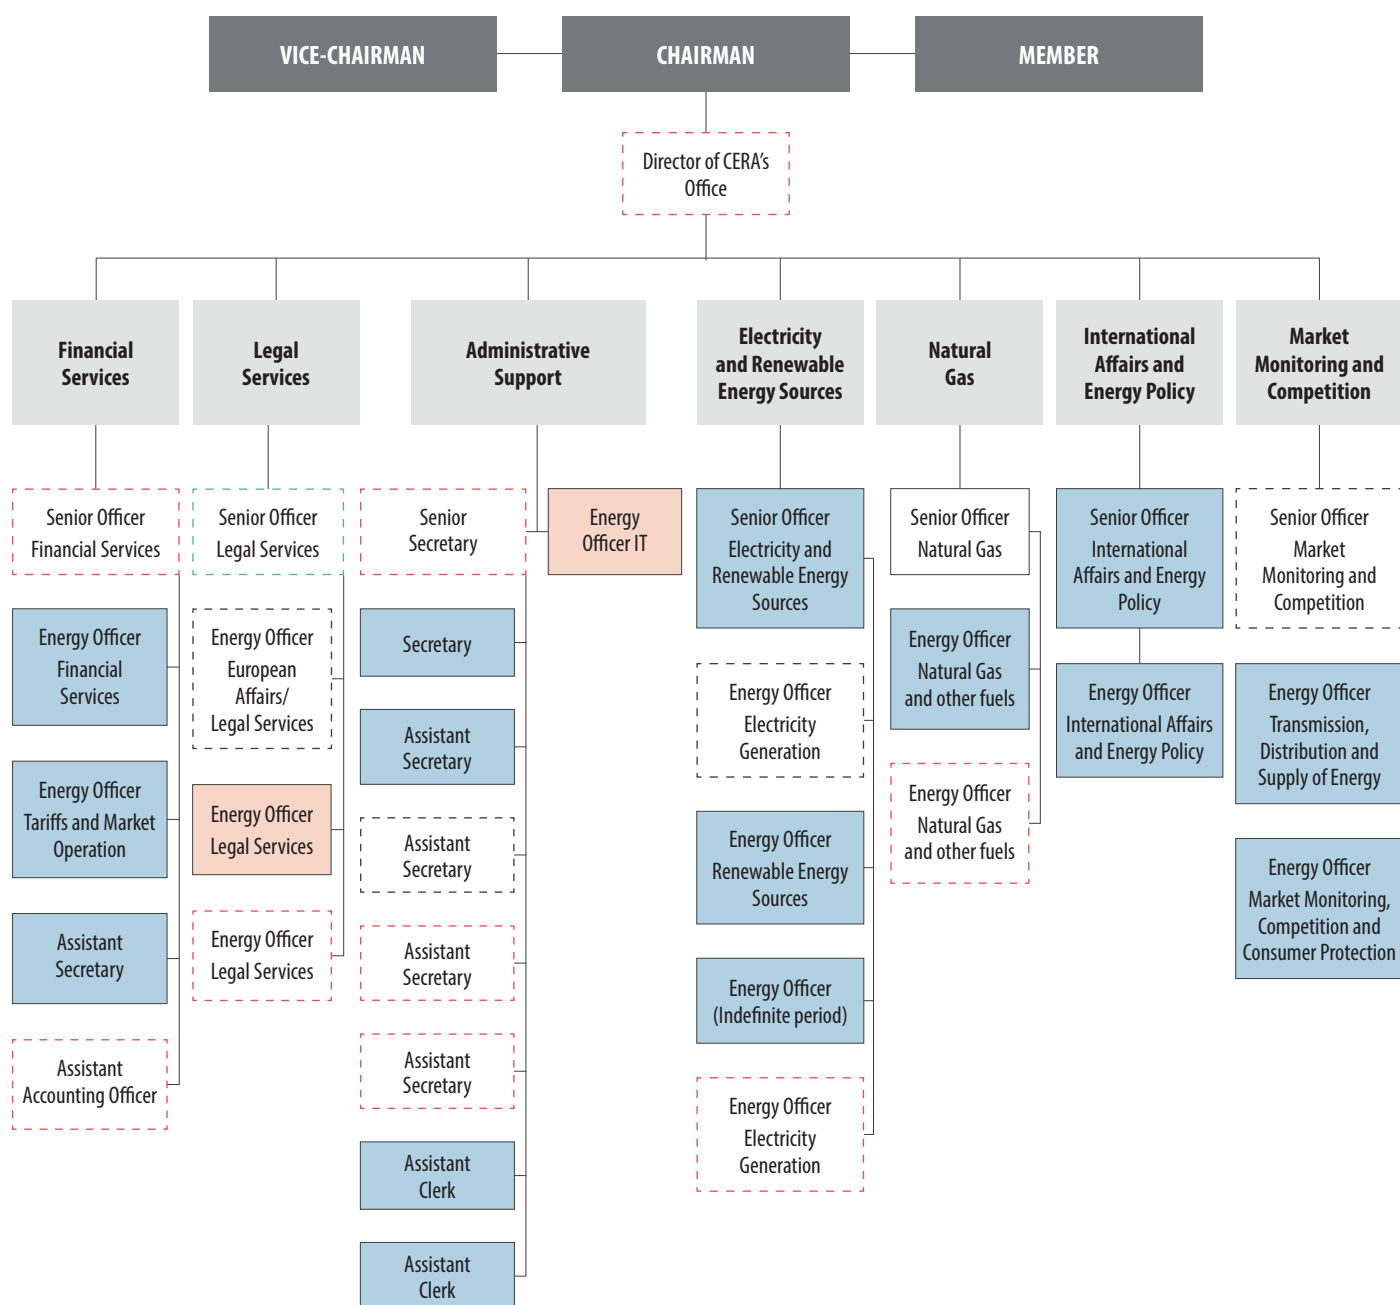 VICE-CHAIRMAN
CHAIRMAN
MEMBER
Director of CERA's
Office
Financial
Services
Legal
Services
Administrative
Support
Electricity
and Renewable
Energy Sources
Natural
Gas
International
Affairs and
Energy Policy
Market
Monitoring and
Competition
Senior Officer
Financial Services
Energy Officer
Financial
Services
Energy Officer
Tariffs and Market
Operation
Assistant
Secretary
Assistant
Accounting Officer
Senior Officer
Legal Services
Energy Officer
European
Affairs/
Legal Services
Energy Officer
Legal Services
Energy Officer
Legal Services
Senior
Secretary
Energy
Officer IT
Secretary
Assistant
Secretary
Assistant
Secretary
Assistant
Secretary
Assistant
Secretary
Assistant
Clerk
Assistant
Clerk
Senior Officer
Electricity and
Renewable Energy
Sources
Energy Officer
Electricity
Generation
Energy Officer
Renewable Energy
Sources
Energy Officer
(Indefinite period)
Energy Officer
Electricity
Generation
Senior Officer
Natural Gas
Energy Officer
Natural Gas
and other fuels
Energy Officer
Natural Gas
and other fuels
Senior Officer
International
Affairs and Energy
Policy
Energy Officer
International Affairs
and Energy Policy
Senior Officer
Market
Monitoring and
Competition
Energy Officer
Transmission,
Distribution and
Supply of Energy
Energy Officer
Market Monitoring,
Competition and
Consumer Protection